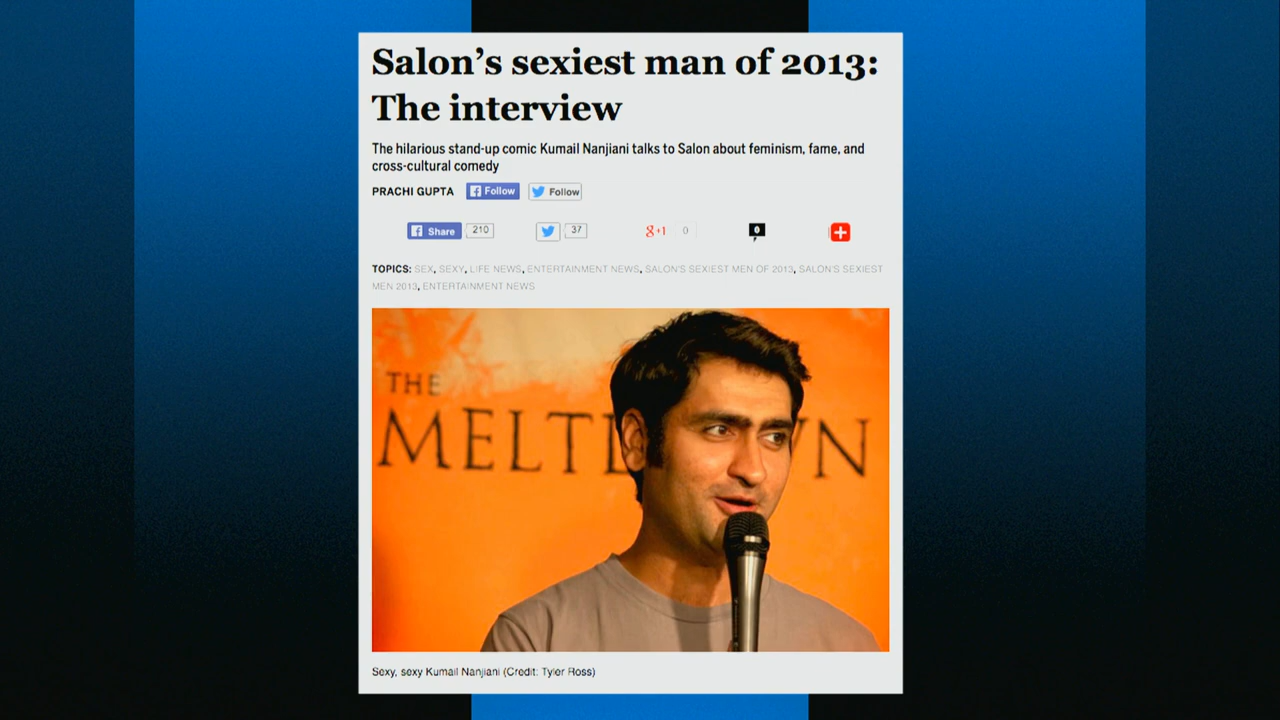 Salon's sexiest man of 2013:
The interview
The hilarious stand-up comic Kumail Nanjiani talks to Salon about feminism, fame, and
cross-cultural comedy
PRACHI GUPTA Follow Follow
Share 210 37 g+1 0 0
TOPICS: SEX, SEXY, LIFE NEWS, ENTERTAINMENT NEWS, SALON'S SEXIEST MEN OF 2013, SALON'S SEXIEST
MEN 2013, ENTERTAINMENT NEWS
THE
MELTD WN
Sexy, sexy Kumail Nanjiani (Credit: Tyler Ross)